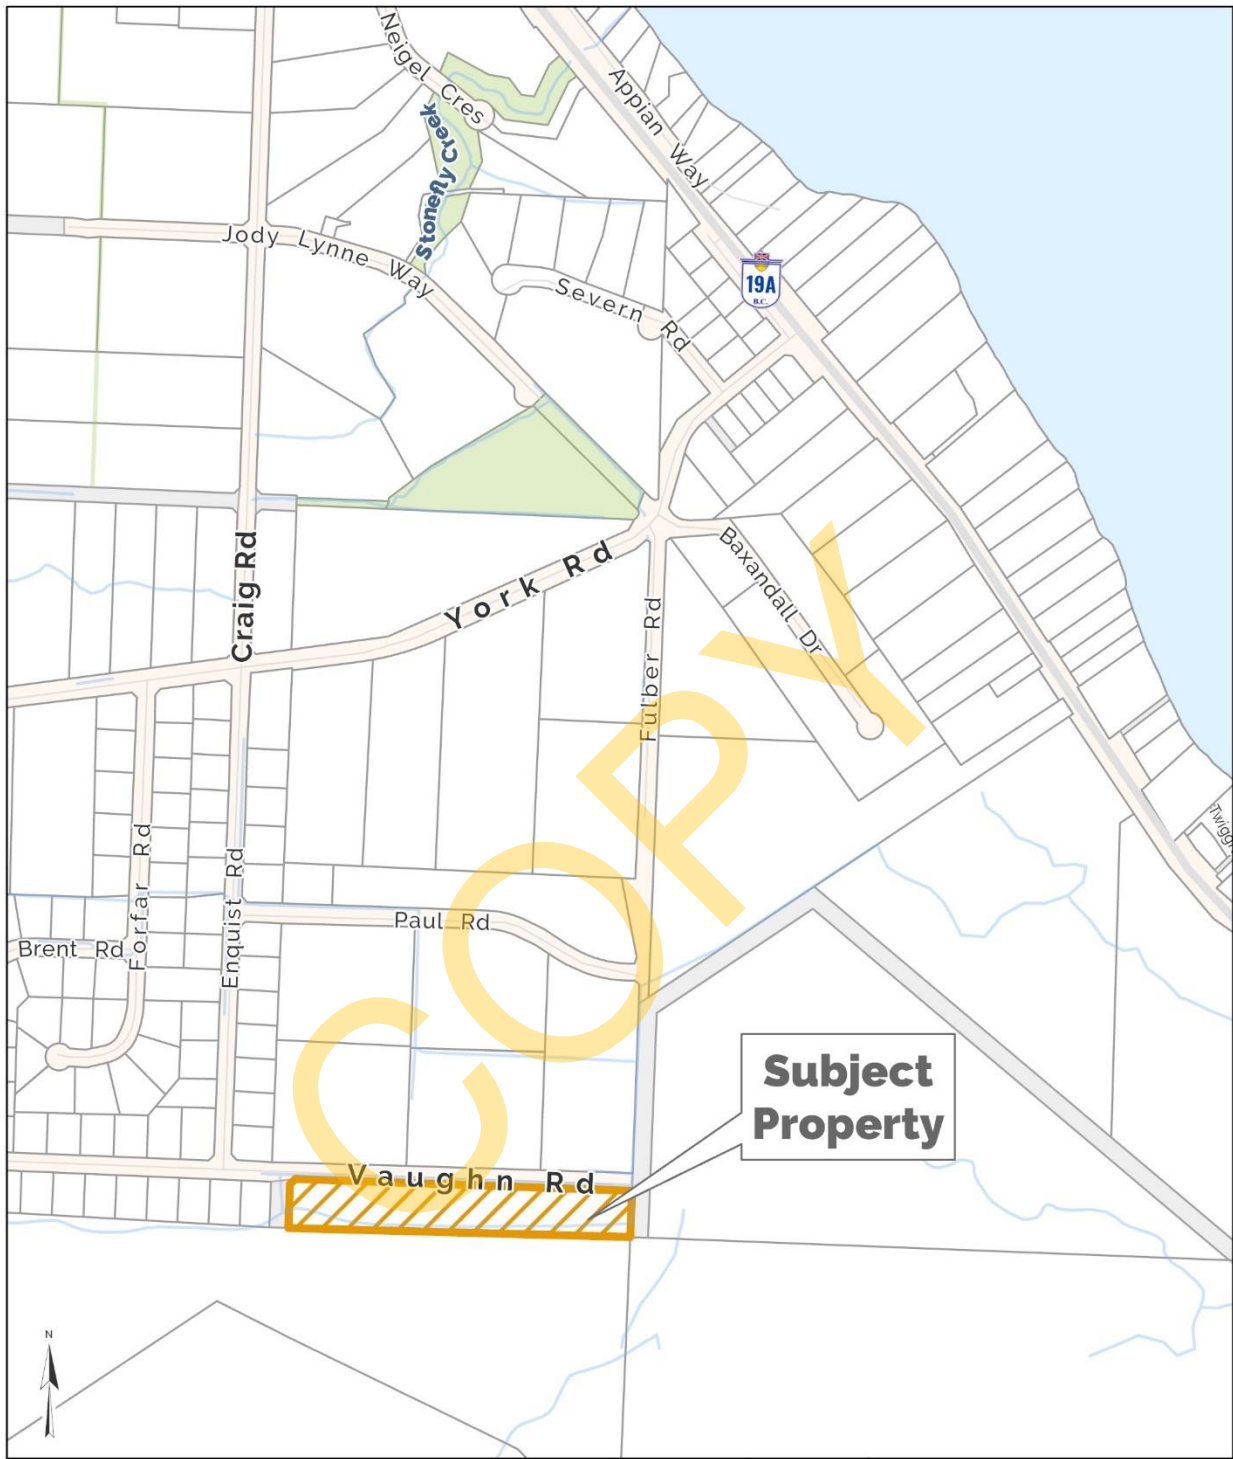 Neigel Cres
Appian Way
Stonefly Creek
Jody Lynne Way
Severn Rd
19A
B.C.
Craig Rd
York Rd
Baxandall Dr
Fulber Rd
Forfar Rd
Enquist Rd
Paul Rd
Brent Rd
COPY
Subject
Property
Vaughn Rd
N